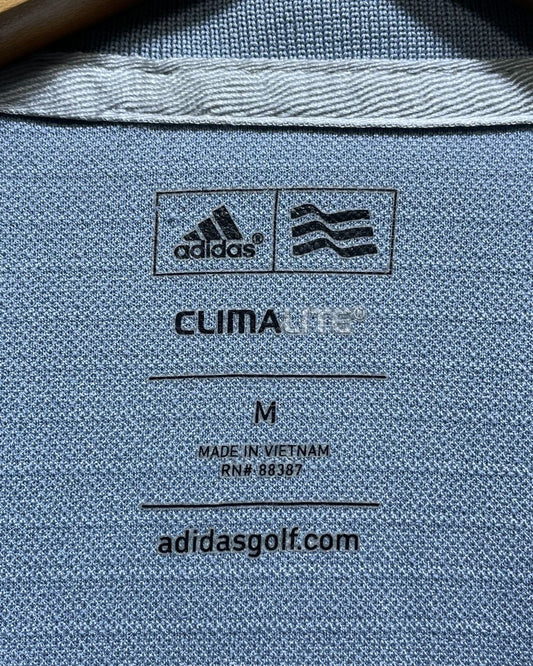 adidas®
CLIMALITE®
M
MADE IN VIETNAM
RN# 88387
adidasgolf.com